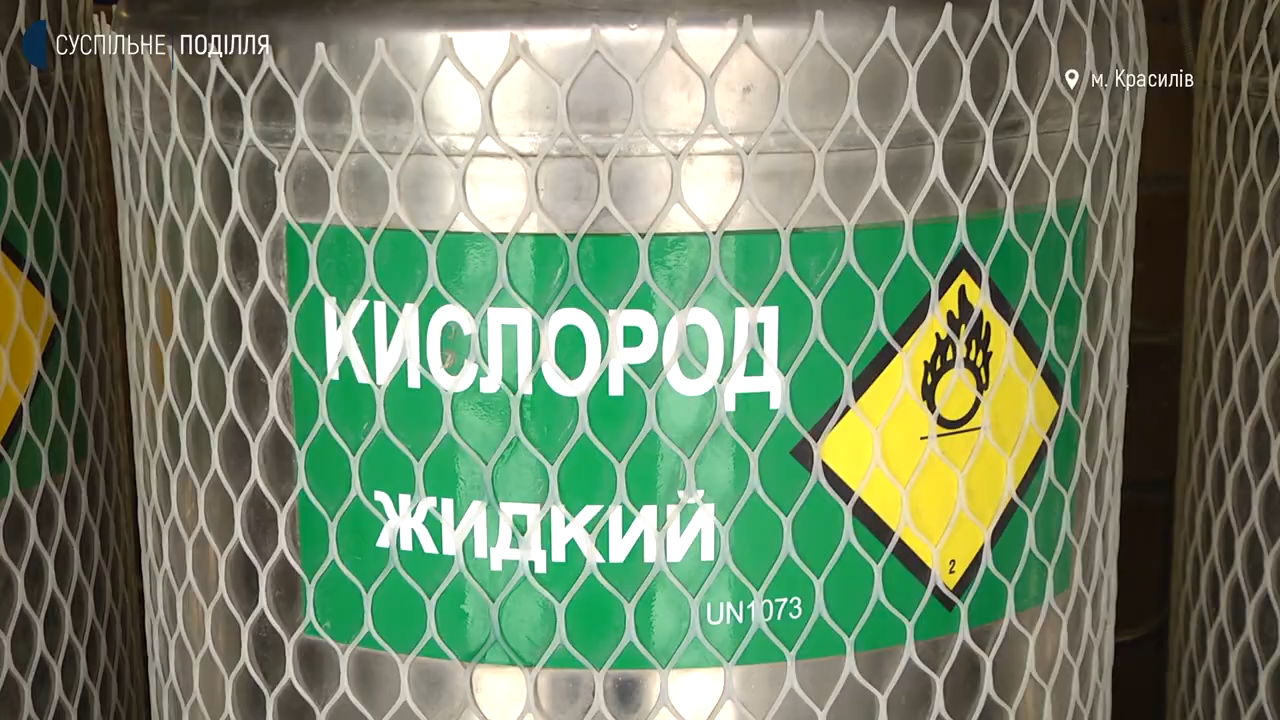 СУСПІЛЬНЕ ПОДІЛЛЯ
м. Красилів
КИСЛОРОД
ЖИДКИЙ
UN1073
2